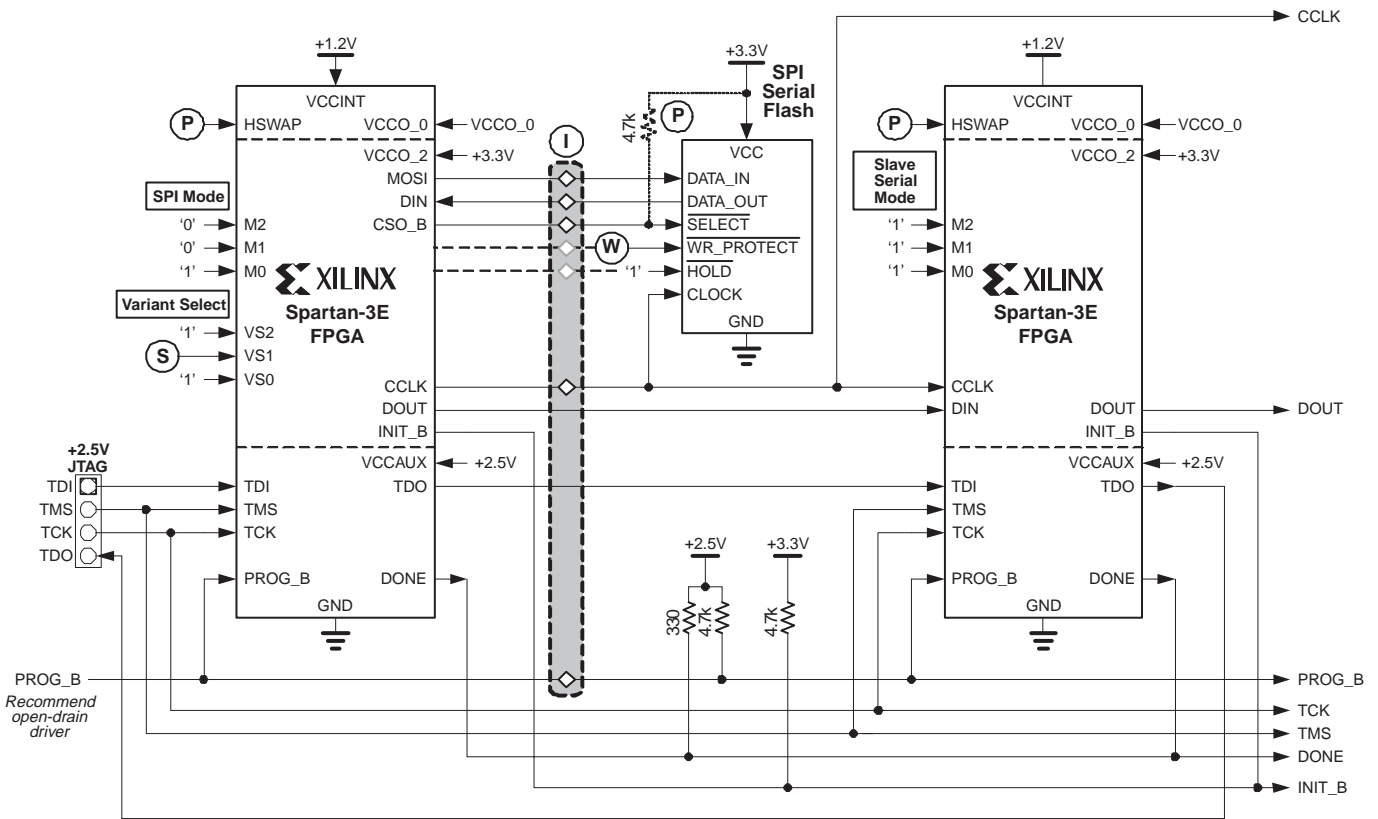 CCLK
+1.2V
+3.3V
+1.2V
SPI
Serial
Flash
VCCINT
VCCINT
P
HSWAP
VCCO_0
VCCO_0
4.7k
P
P
HSWAP
VCCO_0
VCCO_0
I
VCCO_2
+3.3V
VCC
VCCO_2
+3.3V
MOSI
DATA_IN
Slave
Serial
Mode
SPI Mode
DIN
DATA_OUT
'0'
M2
CSO_B
SELECT
'1'
M2
'0'
M1
W
WR_PROTECT
'1'
M1
'1'
M0
'1'
HOLD
'1'
M0
XILINX
CLOCK
XILINX
Variant Select
Spartan-3E
FPGA
GND
Spartan-3E
FPGA
'1'
VS2
S
VS1
'1'
VS0
CCLK
CCLK
DOUT
DIN
DOUT
DOUT
INIT_B
INIT_B
+2.5V
JTAG
VCCAUX
+2.5V
VCCAUX
+2.5V
TDI
TDI
TDO
TDI
TDO
TMS
TMS
TMS
TCK
TCK
TCK
TDO
+2.5V
+3.3V
PROG_B
DONE
PROG_B
DONE
GND
330
4.7k
4.7k
GND
PROG_B
PROG_B
Recommend
open-drain
driver
TCK
TMS
DONE
INIT_B